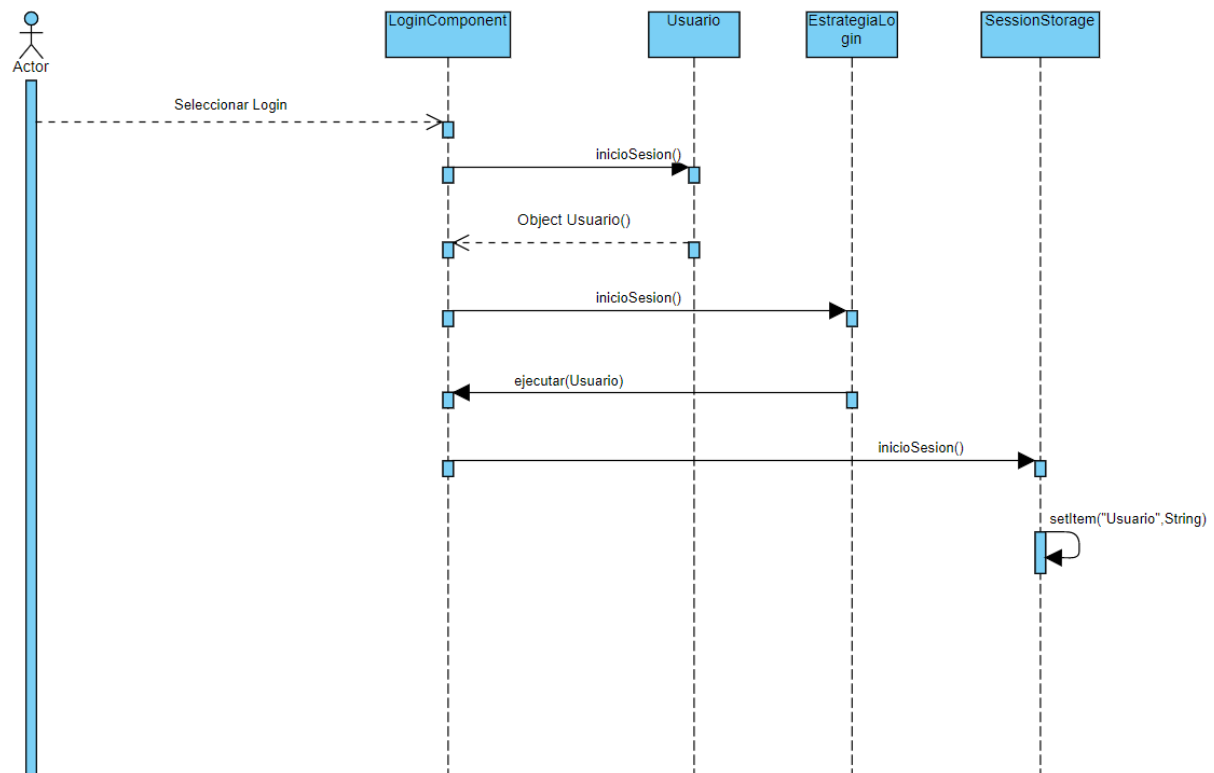 LoginComponent
Usuario
EstrategiaLo
gin
SessionStorage
Actor
Seleccionar Login
inicioSesion()
Object Usuario()
inicioSesion()
ejecutar(Usuario)
inicioSesion()
setItem("Usuario",String)